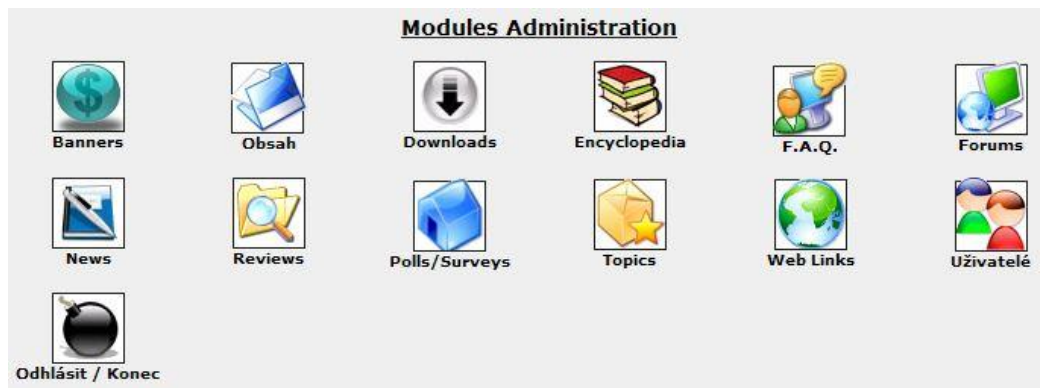 Modules Administration
Banners
Obsah
Downloads
Encyclopedia
F.A.Q.
Forums
News
Reviews
Polls/Surveys
Topics
Web Links
Uživatelé
Odhlásit / Konec